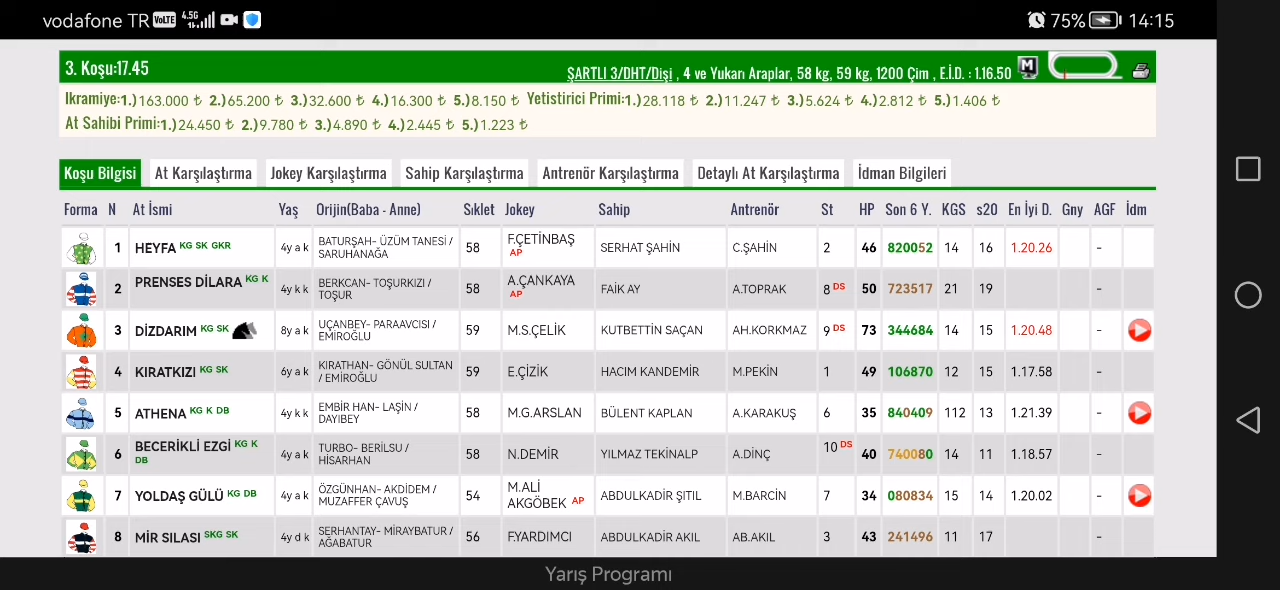 vodafone TR VoLTE 4.5G 75% 14:15
3. Koşu:17.45
ŞARTLI 3/DHT/Dişi , 4 ve Yukarı Araplar, 58 kg, 59 kg, 1200 Çim , E.İ.D. : 1.16.50
Ikramiye:1.)163.000 ₺ 2.)65.200 ₺ 3.)32.600 ₺ 4.)16.300 ₺ 5.)8.150 ₺ Yetistirici Primi:1.)28.118 ₺ 2.)11.247 ₺ 3.)5.624 ₺ 4.)2.812 ₺ 5.)1.406 ₺
At Sahibi Primi:1.)24.450 ₺ 2.)9.780 ₺ 3.)4.890 ₺ 4.)2.445 ₺ 5.)1.223 ₺
Koşu Bilgisi At Karşılaştırma Jokey Karşılaştırma Sahip Karşılaştırma Antrenör Karşılaştırma Detaylı At Karşılaştırma İdman Bilgileri
Forma N At İsmi Yaş Orijin(Baba - Anne) Sıklet Jokey Sahip Antrenör St HP Son 6 Y. KGS s20 En İyi D. Gny AGF İdm
1 HEYFA KG SK GKR 4y a k BATURŞAH- ÜZÜM TANESİ / SARUHANAĞA 58 F.ÇETİNBAŞ AP SERHAT ŞAHİN C.ŞAHİN 2 46 820052 14 16 1.20.26 -
2 PRENSES DİLARA KG K 4y k k BERKCAN- TOŞURKIZI / TOŞUR 58 A.ÇANKAYA AP FAİK AY A.TOPRAK 8 DS 50 723517 21 19 -
3 DİZDARIM KG SK 8y a k UÇANBEY- PARAAVCISI / EMİROĞLU 59 M.S.ÇELİK KUTBETTİN SAÇAN AH.KORKMAZ 9 DS 73 344684 14 15 1.20.48 -
4 KIRATKIZI KG SK 6y a k KIRATHAN- GÖNÜL SULTAN / EMİROĞLU 59 E.ÇİZİK HACIM KANDEMİR M.PEKİN 1 49 106870 12 15 1.17.58 -
5 ATHENA KG K DB 4y k k EMBİR HAN- LAŞİN / DAYIBEY 58 M.G.ARSLAN BÜLENT KAPLAN A.KARAKUŞ 6 35 840409 112 13 1.21.39 -
6 BECERİKLİ EZGİ KG K DB 4y a k TURBO- BERİLSU / HİSARHAN 58 N.DEMİR YILMAZ TEKİNALP A.DİNÇ 10 DS 40 740080 14 11 1.18.57 -
7 YOLDAŞ GÜLÜ KG DB 4y a k ÖZGÜNHAN- AKDİDEM / MUZAFFER ÇAVUŞ 54 M.ALİ AKGÖBEK AP ABDULKADİR ŞITIL M.BARCİN 7 34 080834 15 14 1.20.02 -
8 MİR SILASI SKG SK 4y d k SERHANTAY- MİRAYBATUR / AĞABATUR 56 F.YARDIMCI ABDULKADİR AKIL AB.AKIL 3 43 241496 11 17 -
Yarış Programı